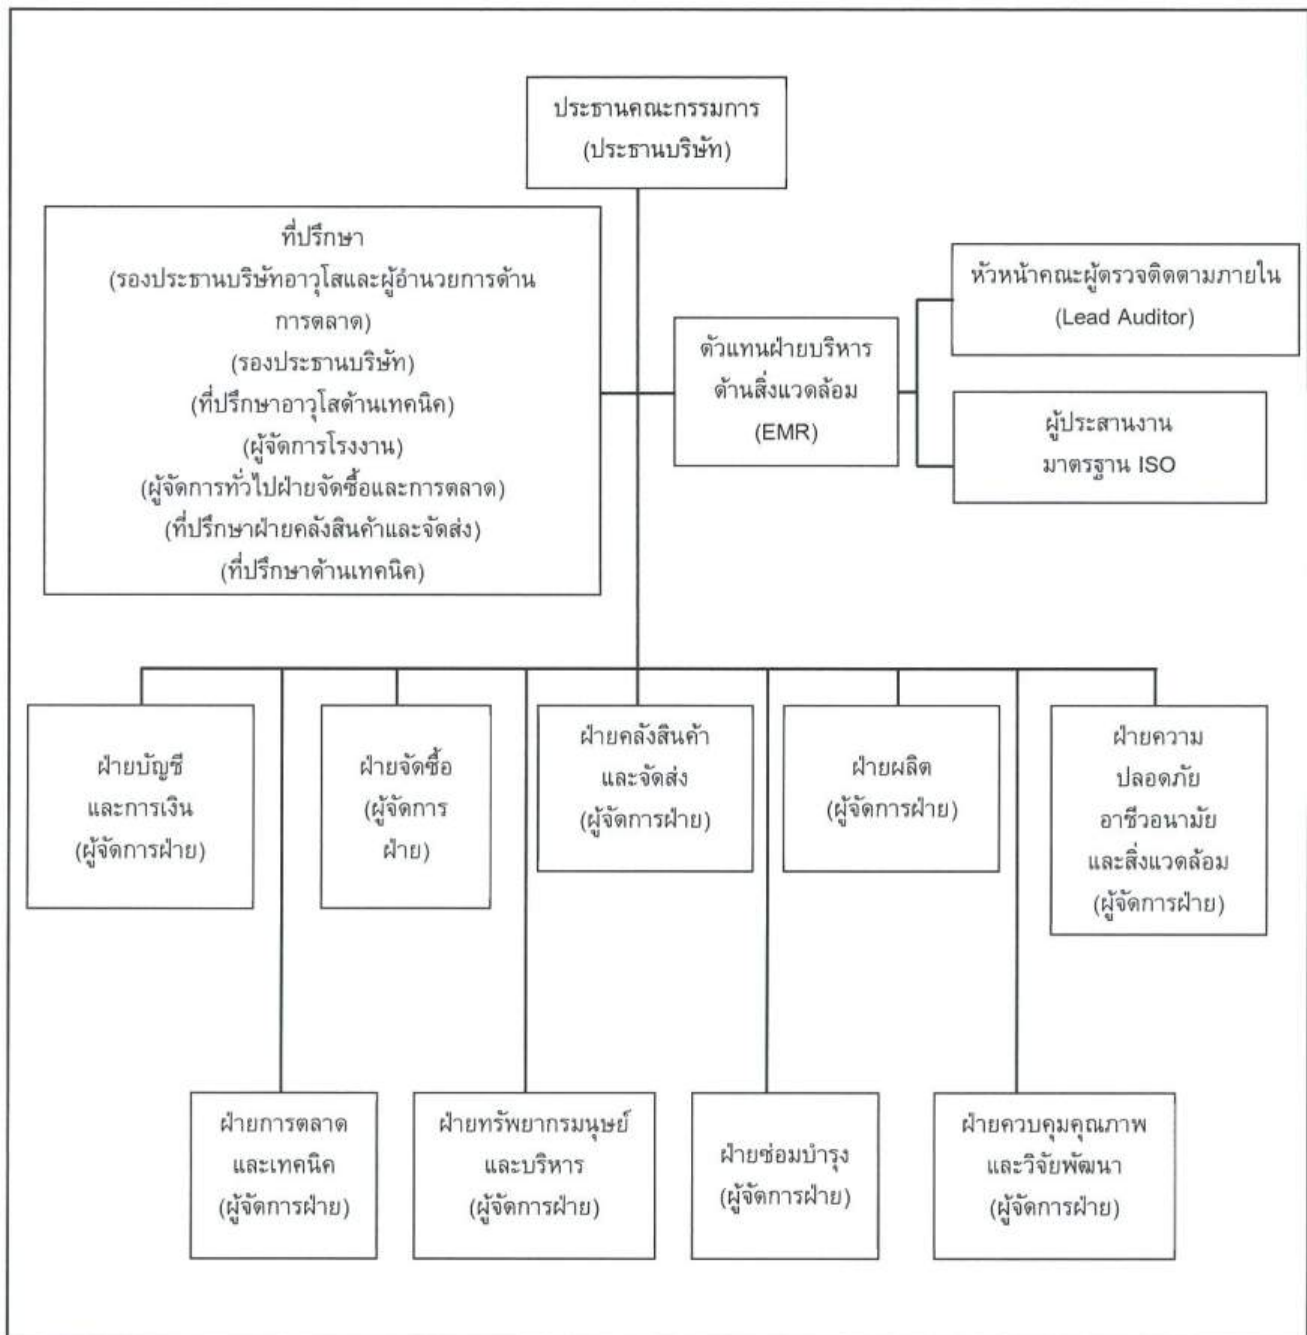 ประธานคณะกรรมการ
(ประธานบริษัท)
ที่ปรึกษา
(รองประธานบริษัทอาวุโสและผู้อำนวยการด้าน
การตลาด)
(รองประธานบริษัท)
(ที่ปรึกษาอาวุโสด้านเทคนิค)
(ผู้จัดการโรงงาน)
(ผู้จัดการทั่วไปฝ่ายจัดซื้อและการตลาด)
(ที่ปรึกษาฝ่ายคลังสินค้าและจัดส่ง)
(ที่ปรึกษาด้านเทคนิค)
ตัวแทนฝ่ายบริหาร
ด้านสิ่งแวดล้อม
(EMR)
หัวหน้าคณะผู้ตรวจติดตามภายใน
(Lead Auditor)
ผู้ประสานงาน
มาตรฐาน ISO
ฝ่ายบัญชี
และการเงิน
(ผู้จัดการฝ่าย)
ฝ่ายจัดซื้อ
(ผู้จัดการ
ฝ่าย)
ฝ่ายคลังสินค้า
และจัดส่ง
(ผู้จัดการฝ่าย)
ฝ่ายผลิต
(ผู้จัดการฝ่าย)
ฝ่ายความ
ปลอดภัย
อาชีวอนามัย
และสิ่งแวดล้อม
(ผู้จัดการฝ่าย)
ฝ่ายการตลาด
และเทคนิค
(ผู้จัดการฝ่าย)
ฝ่ายทรัพยากรมนุษย์
และบริหาร
(ผู้จัดการฝ่าย)
ฝ่ายซ่อมบำรุง
(ผู้จัดการฝ่าย)
ฝ่ายควบคุมคุณภาพ
และวิจัยพัฒนา
(ผู้จัดการฝ่าย)